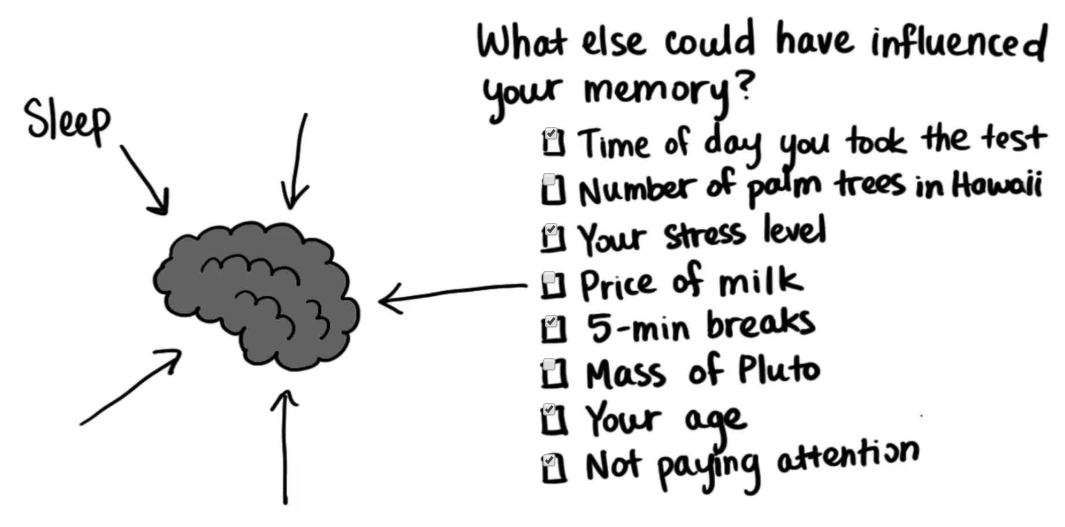 What else could have influenced
your memory?
Sleep
Time of day you took the test
Number of palm trees in Hawaii
Your stress level
Price of milk
5-min breaks
Mass of Pluto
Your age
Not paying attention